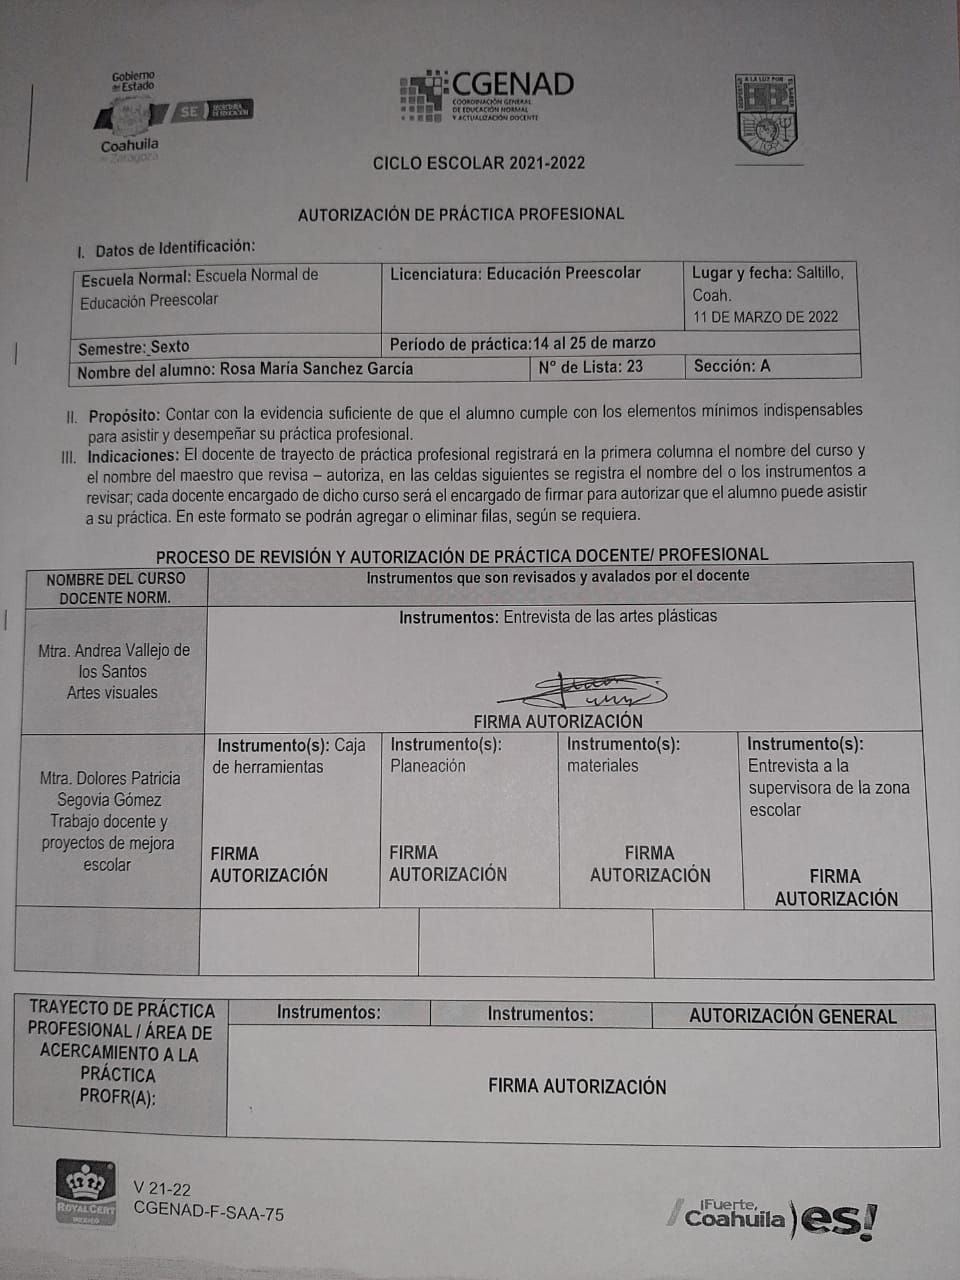 Gobierno
de Estado
SE
SECRETARÍA
DE EDUCACIÓN
Coahuila
de Zaragoza
CGENAD
COORDINACIÓN GENERAL
DE EDUCACIÓN NORMAL
Y ACTUALIZACIÓN DOCENTE
A LA LUZ POR
EL SABER
CICLO ESCOLAR 2021-2022
AUTORIZACIÓN DE PRÁCTICA PROFESIONAL
I. Datos de Identificación:
Escuela Normal: Escuela Normal de
Educación Preescolar
Licenciatura: Educación Preescolar
Lugar y fecha: Saltillo,
Coah.
11 DE MARZO DE 2022
Semestre: Sexto
Período de práctica:14 al 25 de marzo
Nombre del alumno: Rosa María Sanchez García
N° de Lista: 23
Sección: A
II. Propósito: Contar con la evidencia suficiente de que el alumno cumple con los elementos mínimos indispensables
para asistir y desempeñar su práctica profesional.
III. Indicaciones: El docente de trayecto de práctica profesional registrará en la primera columna el nombre del curso y
el nombre del maestro que revisa – autoriza, en las celdas siguientes se registra el nombre del o los instrumentos a
revisar; cada docente encargado de dicho curso será el encargado de firmar para autorizar que el alumno puede asistir
a su práctica. En este formato se podrán agregar o eliminar filas, según se requiera.
PROCESO DE REVISIÓN Y AUTORIZACIÓN DE PRÁCTICA DOCENTE/ PROFESIONAL
NOMBRE DEL CURSO
DOCENTE NORM.
Instrumentos que son revisados y avalados por el docente
Mtra. Andrea Vallejo de
los Santos
Artes visuales
Instrumentos: Entrevista de las artes plásticas
FIRMA AUTORIZACIÓN
Mtra. Dolores Patricia
Segovia Gómez
Trabajo docente y
proyectos de mejora
escolar
Instrumento(s): Caja
de herramientas
FIRMA
AUTORIZACIÓN
Instrumento(s):
Planeación
FIRMA
AUTORIZACIÓN
Instrumento(s):
materiales
FIRMA
AUTORIZACIÓN
Instrumento(s):
Entrevista a la
supervisora de la zona
escolar
FIRMA
AUTORIZACIÓN
TRAYECTO DE PRÁCTICA
PROFESIONAL / ÁREA DE
ACERCAMIENTO A LA
PRÁCTICA
PROFR(A):
Instrumentos:
Instrumentos:
AUTORIZACIÓN GENERAL
FIRMA AUTORIZACIÓN
ROYALCERT
MÉXICO
V 21-22
CGENAD-F-SAA-75
¡Fuerte,
Coahuila
es!